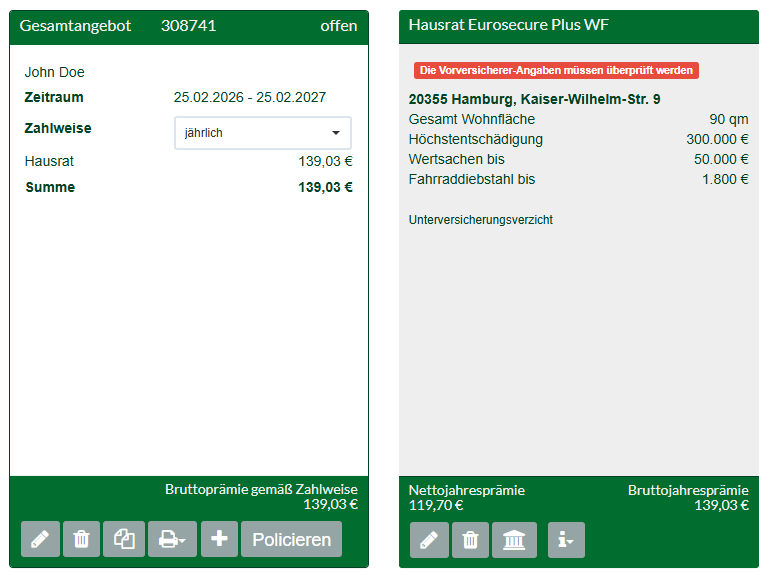 Gesamtangebot 308741 offen
John Doe
Zeitraum 25.02.2026 - 25.02.2027
Zahlweise jährlich
Hausrat 139,03 €
Summe 139,03 €
Bruttoprämie gemäß Zahlweise
139,03 €
Policieren
Hausrat Eurosecure Plus WF
Die Vorversicherer-Angaben müssen überprüft werden
20355 Hamburg, Kaiser-Wilhelm-Str. 9
Gesamt Wohnfläche 90 qm
Höchstentschädigung 300.000 €
Wertsachen bis 50.000 €
Fahrraddiebstahl bis 1.800 €
Unterversicherungsverzicht
Nettojahresprämie Bruttojahresprämie
119,70 € 139,03 €